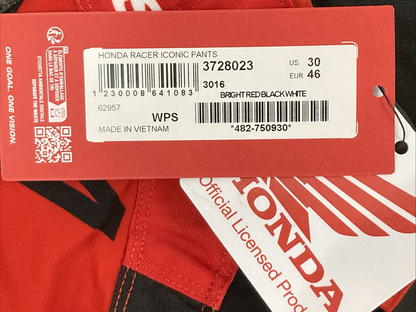 HONDA RACER ICONIC PANTS
3728023
US 30
EUR 46
1 230008 641083
3016
BRIGHT RED BLACK WHITE
62957
WPS
MADE IN VIETNAM
*482-750930*
ONE GOAL. ONE VISION.
HONDA
Official Licensed Prod